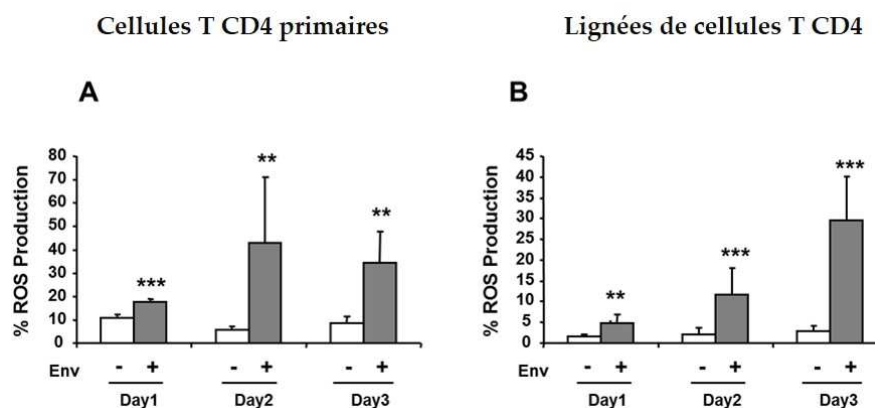 Cellules T CD4 primaires
Lignées de cellules T CD4
A
% ROS Production
80
70
60
50
40
30
20
10
0
***
**
**
Env - + - + - +
Day1 Day2 Day3
B
% ROS Production
45
40
35
30
25
20
15
10
5
0
**
***
***
Env - + - + - +
Day1 Day2 Day3